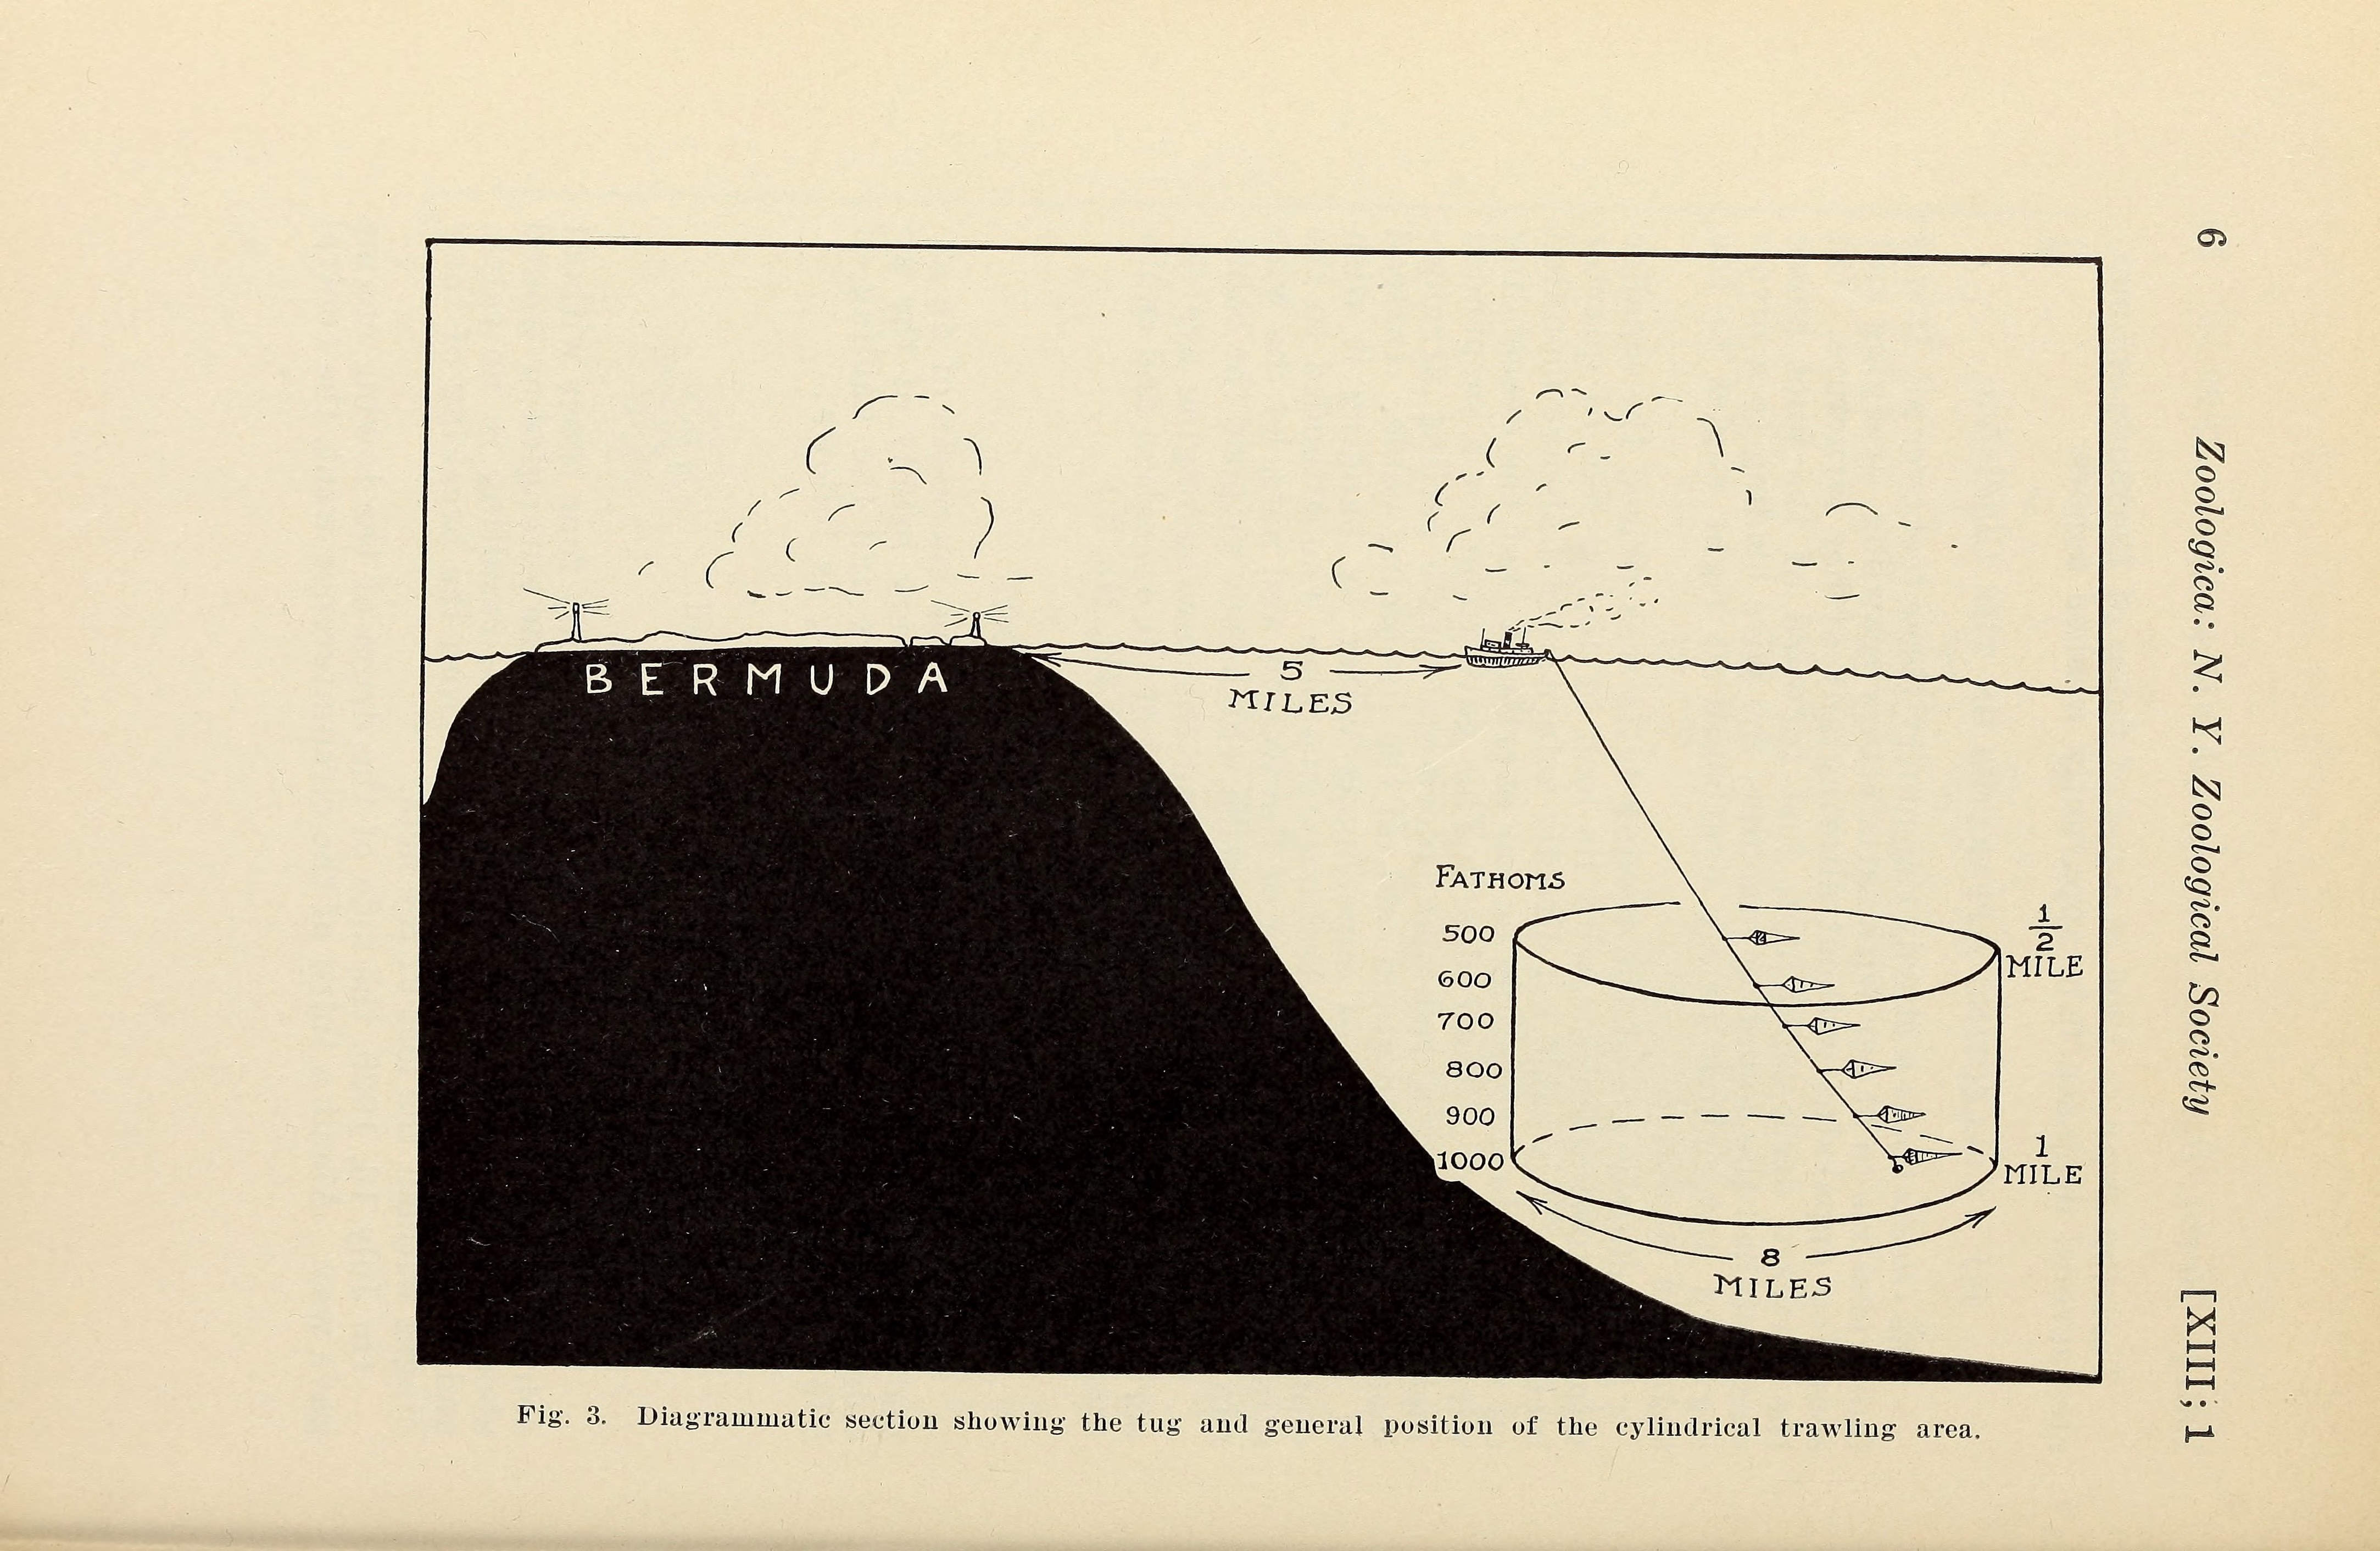 6 Zoologica: N. Y. Zoological Society [XIII; 1
BERMUDA
5
MILES
FATHOMS
500
600
700
800
900
1000
1
2
MILE
1
MILE
8
MILES
Fig. 3. Diagrammatic section showing the tug and general position of the cylindrical trawling area.